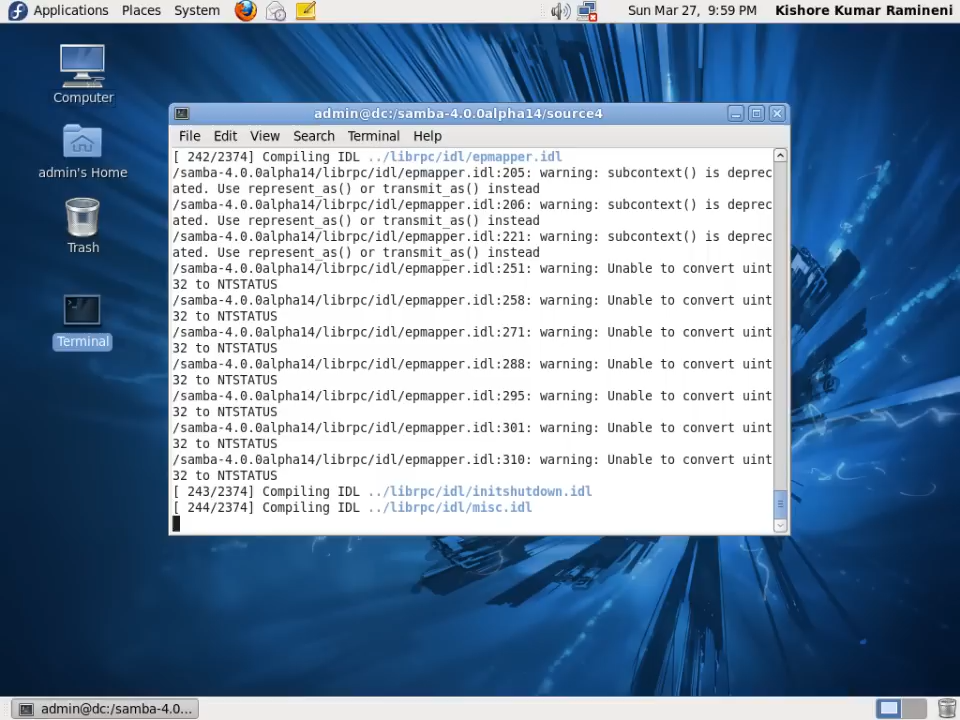 Applications Places System Sun Mar 27, 9:59 PM Kishore Kumar Ramineni
Computer
admin's Home
Trash
Terminal
admin@dc:/samba-4.0.0alpha14/source4
File Edit View Search Terminal Help
[ 242/2374] Compiling IDL ../librpc/idl/epmapper.idl
/samba-4.0.0alpha14/librpc/idl/epmapper.idl:205: warning: subcontext() is deprec
ated. Use represent_as() or transmit_as() instead
/samba-4.0.0alpha14/librpc/idl/epmapper.idl:206: warning: subcontext() is deprec
ated. Use represent_as() or transmit_as() instead
/samba-4.0.0alpha14/librpc/idl/epmapper.idl:221: warning: subcontext() is deprec
ated. Use represent_as() or transmit_as() instead
/samba-4.0.0alpha14/librpc/idl/epmapper.idl:251: warning: Unable to convert uint
32 to NTSTATUS
/samba-4.0.0alpha14/librpc/idl/epmapper.idl:258: warning: Unable to convert uint
32 to NTSTATUS
/samba-4.0.0alpha14/librpc/idl/epmapper.idl:271: warning: Unable to convert uint
32 to NTSTATUS
/samba-4.0.0alpha14/librpc/idl/epmapper.idl:288: warning: Unable to convert uint
32 to NTSTATUS
/samba-4.0.0alpha14/librpc/idl/epmapper.idl:295: warning: Unable to convert uint
32 to NTSTATUS
/samba-4.0.0alpha14/librpc/idl/epmapper.idl:301: warning: Unable to convert uint
32 to NTSTATUS
/samba-4.0.0alpha14/librpc/idl/epmapper.idl:310: warning: Unable to convert uint
32 to NTSTATUS
[ 243/2374] Compiling IDL ../librpc/idl/initshutdown.idl
[ 244/2374] Compiling IDL ../librpc/idl/misc.idl
admin@dc:/samba-4.0...